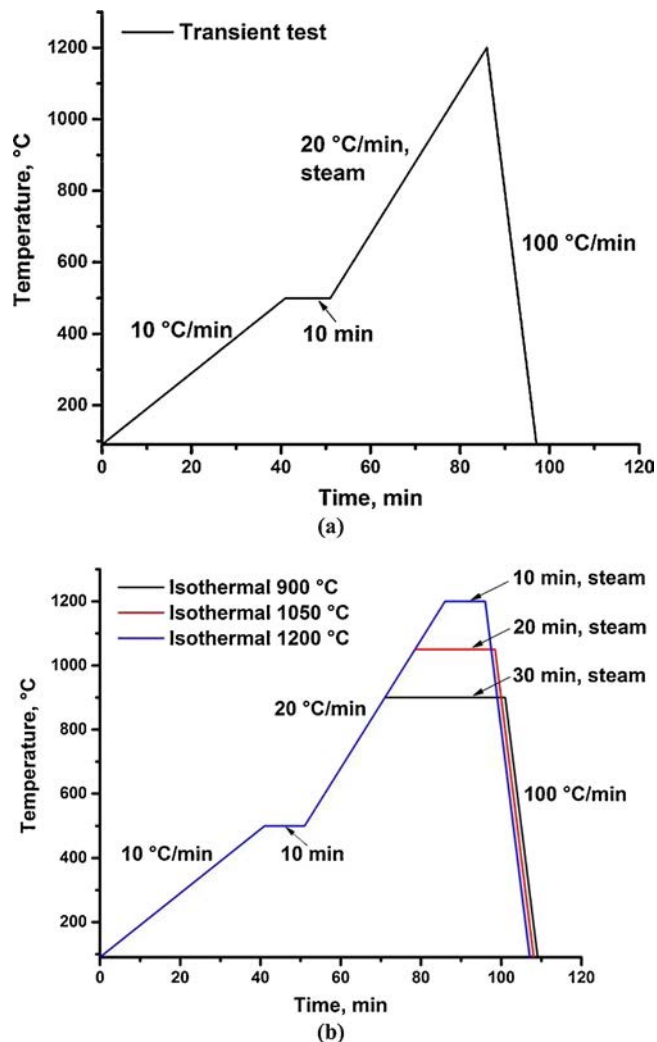 Transient test
1200
1000
800
600
400
200
Temperature, °C
20 °C/min,
steam
100 °C/min
10 °C/min
10 min
0
20
40
60
80
100
120
Time, min
(a)
Isothermal 900 °C
Isothermal 1050 °C
Isothermal 1200 °C
10 min, steam
20 min, steam
30 min, steam
1200
1000
800
600
400
200
Temperature, °C
20 °C/min
100 °C/min
10 °C/min
10 min
0
20
40
60
80
100
120
Time, min
(b)